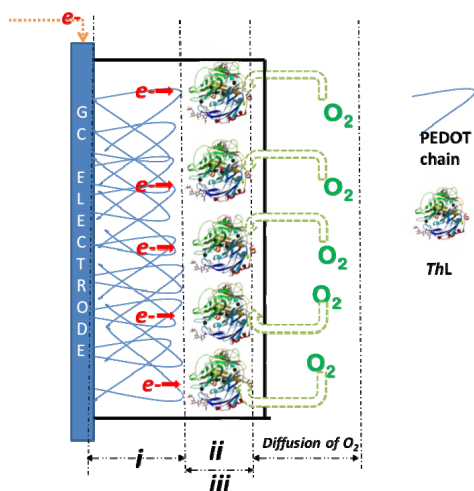 e-
GC ELECTRODE
e-
e-
e-
e-
e-
O2
O2
O2
O2
O2
PEDOT
chain
ThL
i
ii
iii
Diffusion of O2